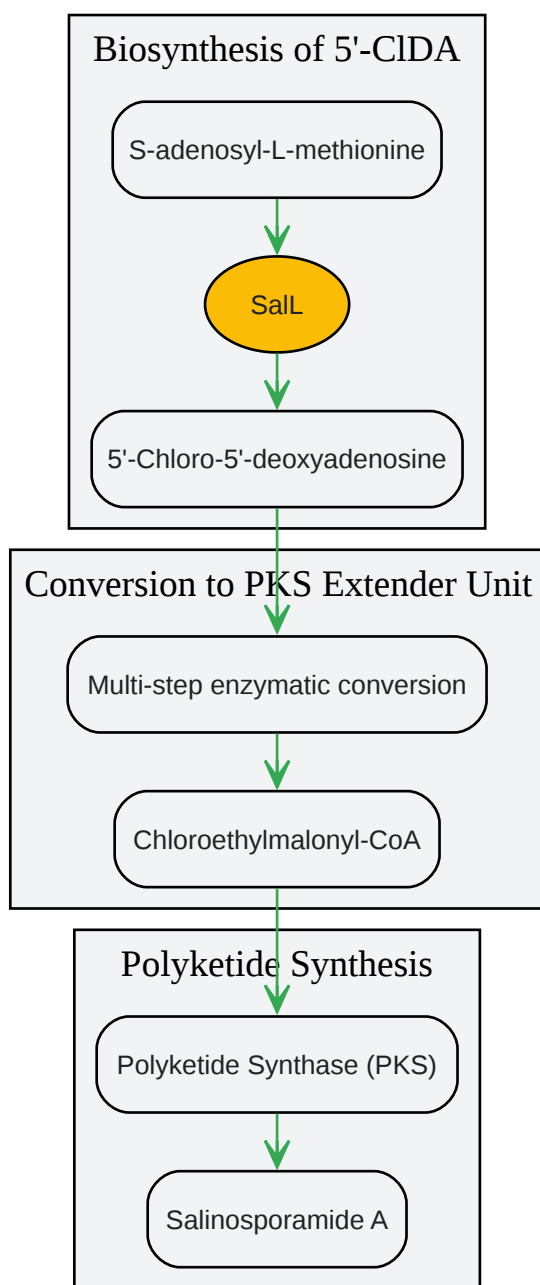 Biosynthesis of 5'-ClDA
S-adenosyl-L-methionine
SalL
5'-Chloro-5'-deoxyadenosine
Conversion to PKS Extender Unit
Multi-step enzymatic conversion
Chloroethylmalonyl-CoA
Polyketide Synthesis
Polyketide Synthase (PKS)
Salinosporamide A